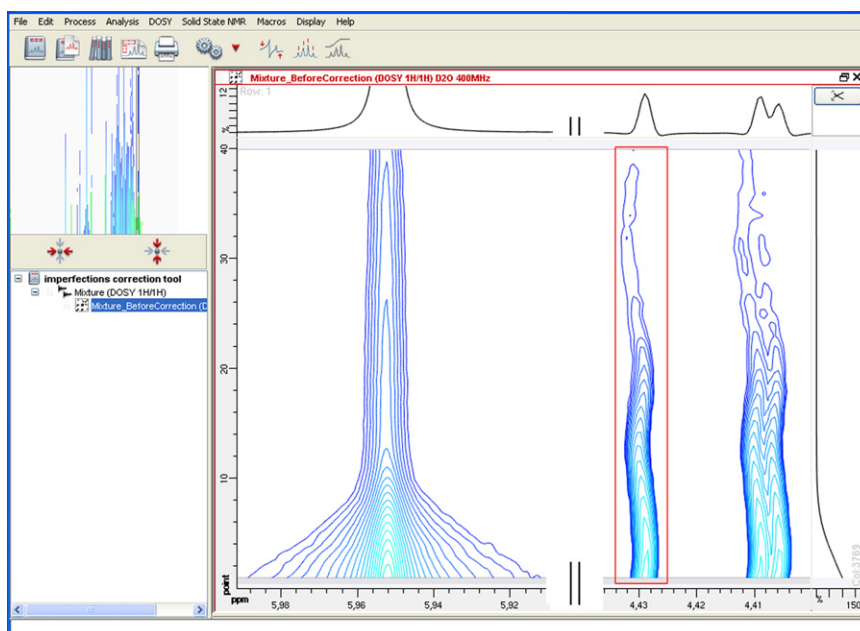 File Edit Process Analysis DOSY Solid State NMR Macros Display Help
Mixture_BeforeCorrection (DOSY 1H/1H) D2O 400MHz
Row: 1
12
%
40
30
20
10
point
ppm
5,98 5,96 5,94 5,92 4,43 4,42 4,41
% 150
Col:3769
imperfections correction tool
Mixture (DOSY 1H/1H)
Mixture_BeforeCorrection (D